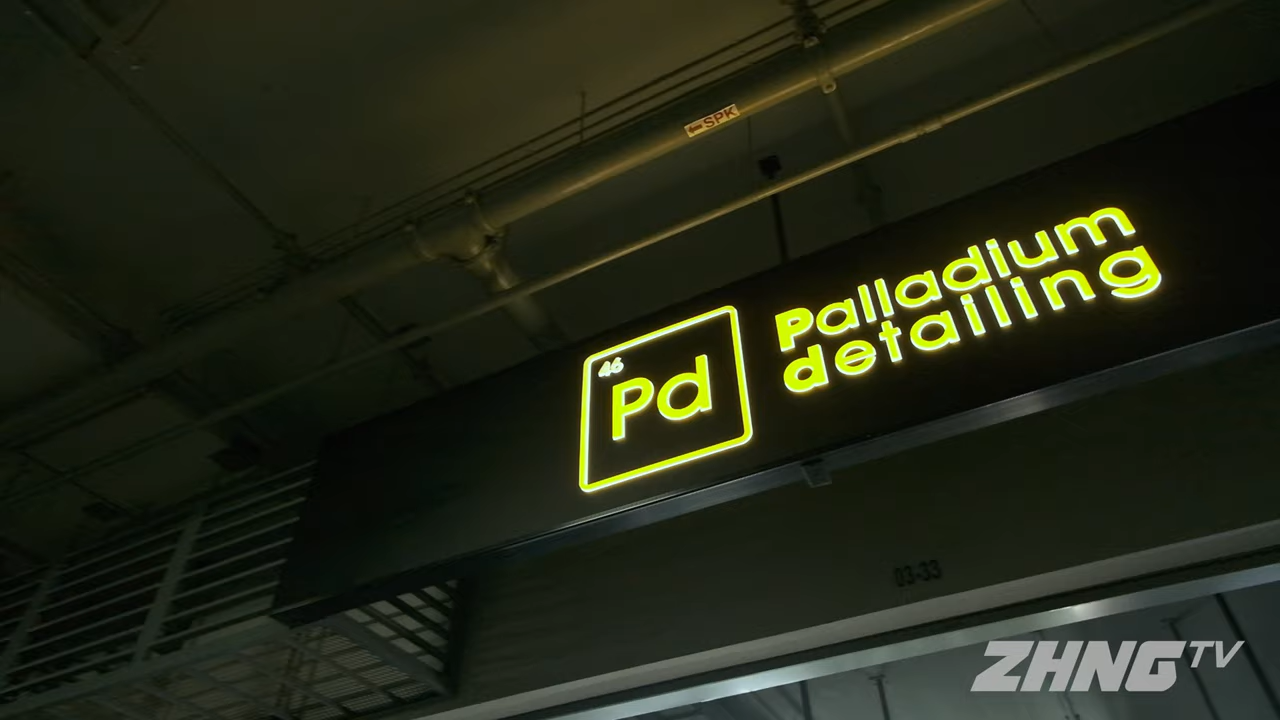 ←SPK
Palladium
detailing
46
Pd
03-33
ZHNG TV